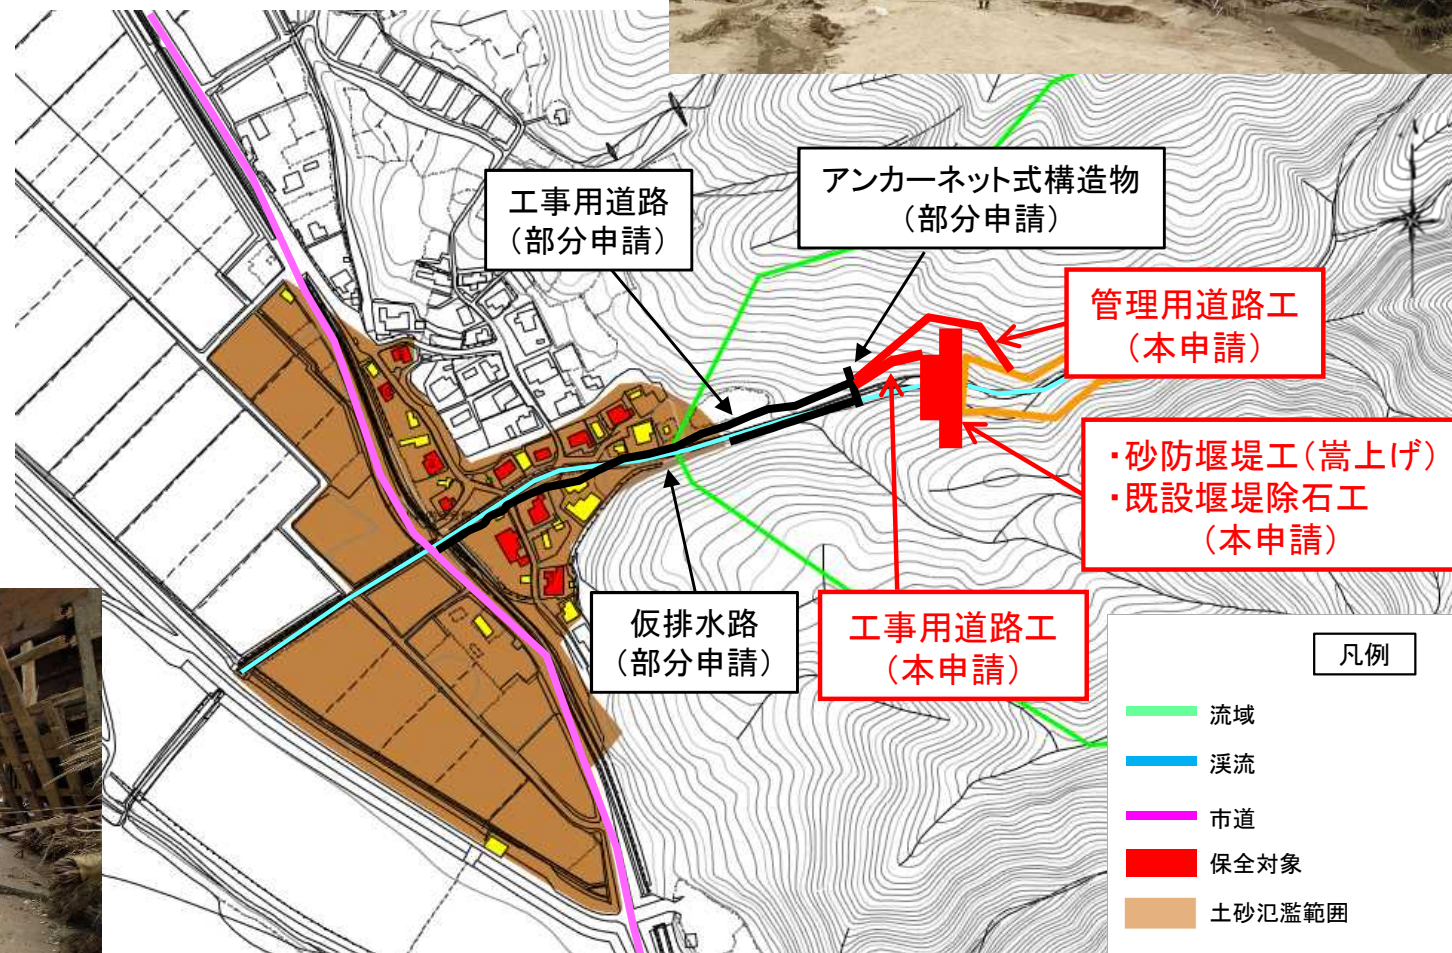 アンカーネット式構造物
(部分申請)
工事用道路
(部分申請)
管理用道路工
(本申請)
・砂防堰堤工(嵩上げ)
・既設堰堤除石工
(本申請)
仮排水路
(部分申請)
工事用道路工
(本申請)
凡例
流域
渓流
市道
保全対象
土砂氾濫範囲